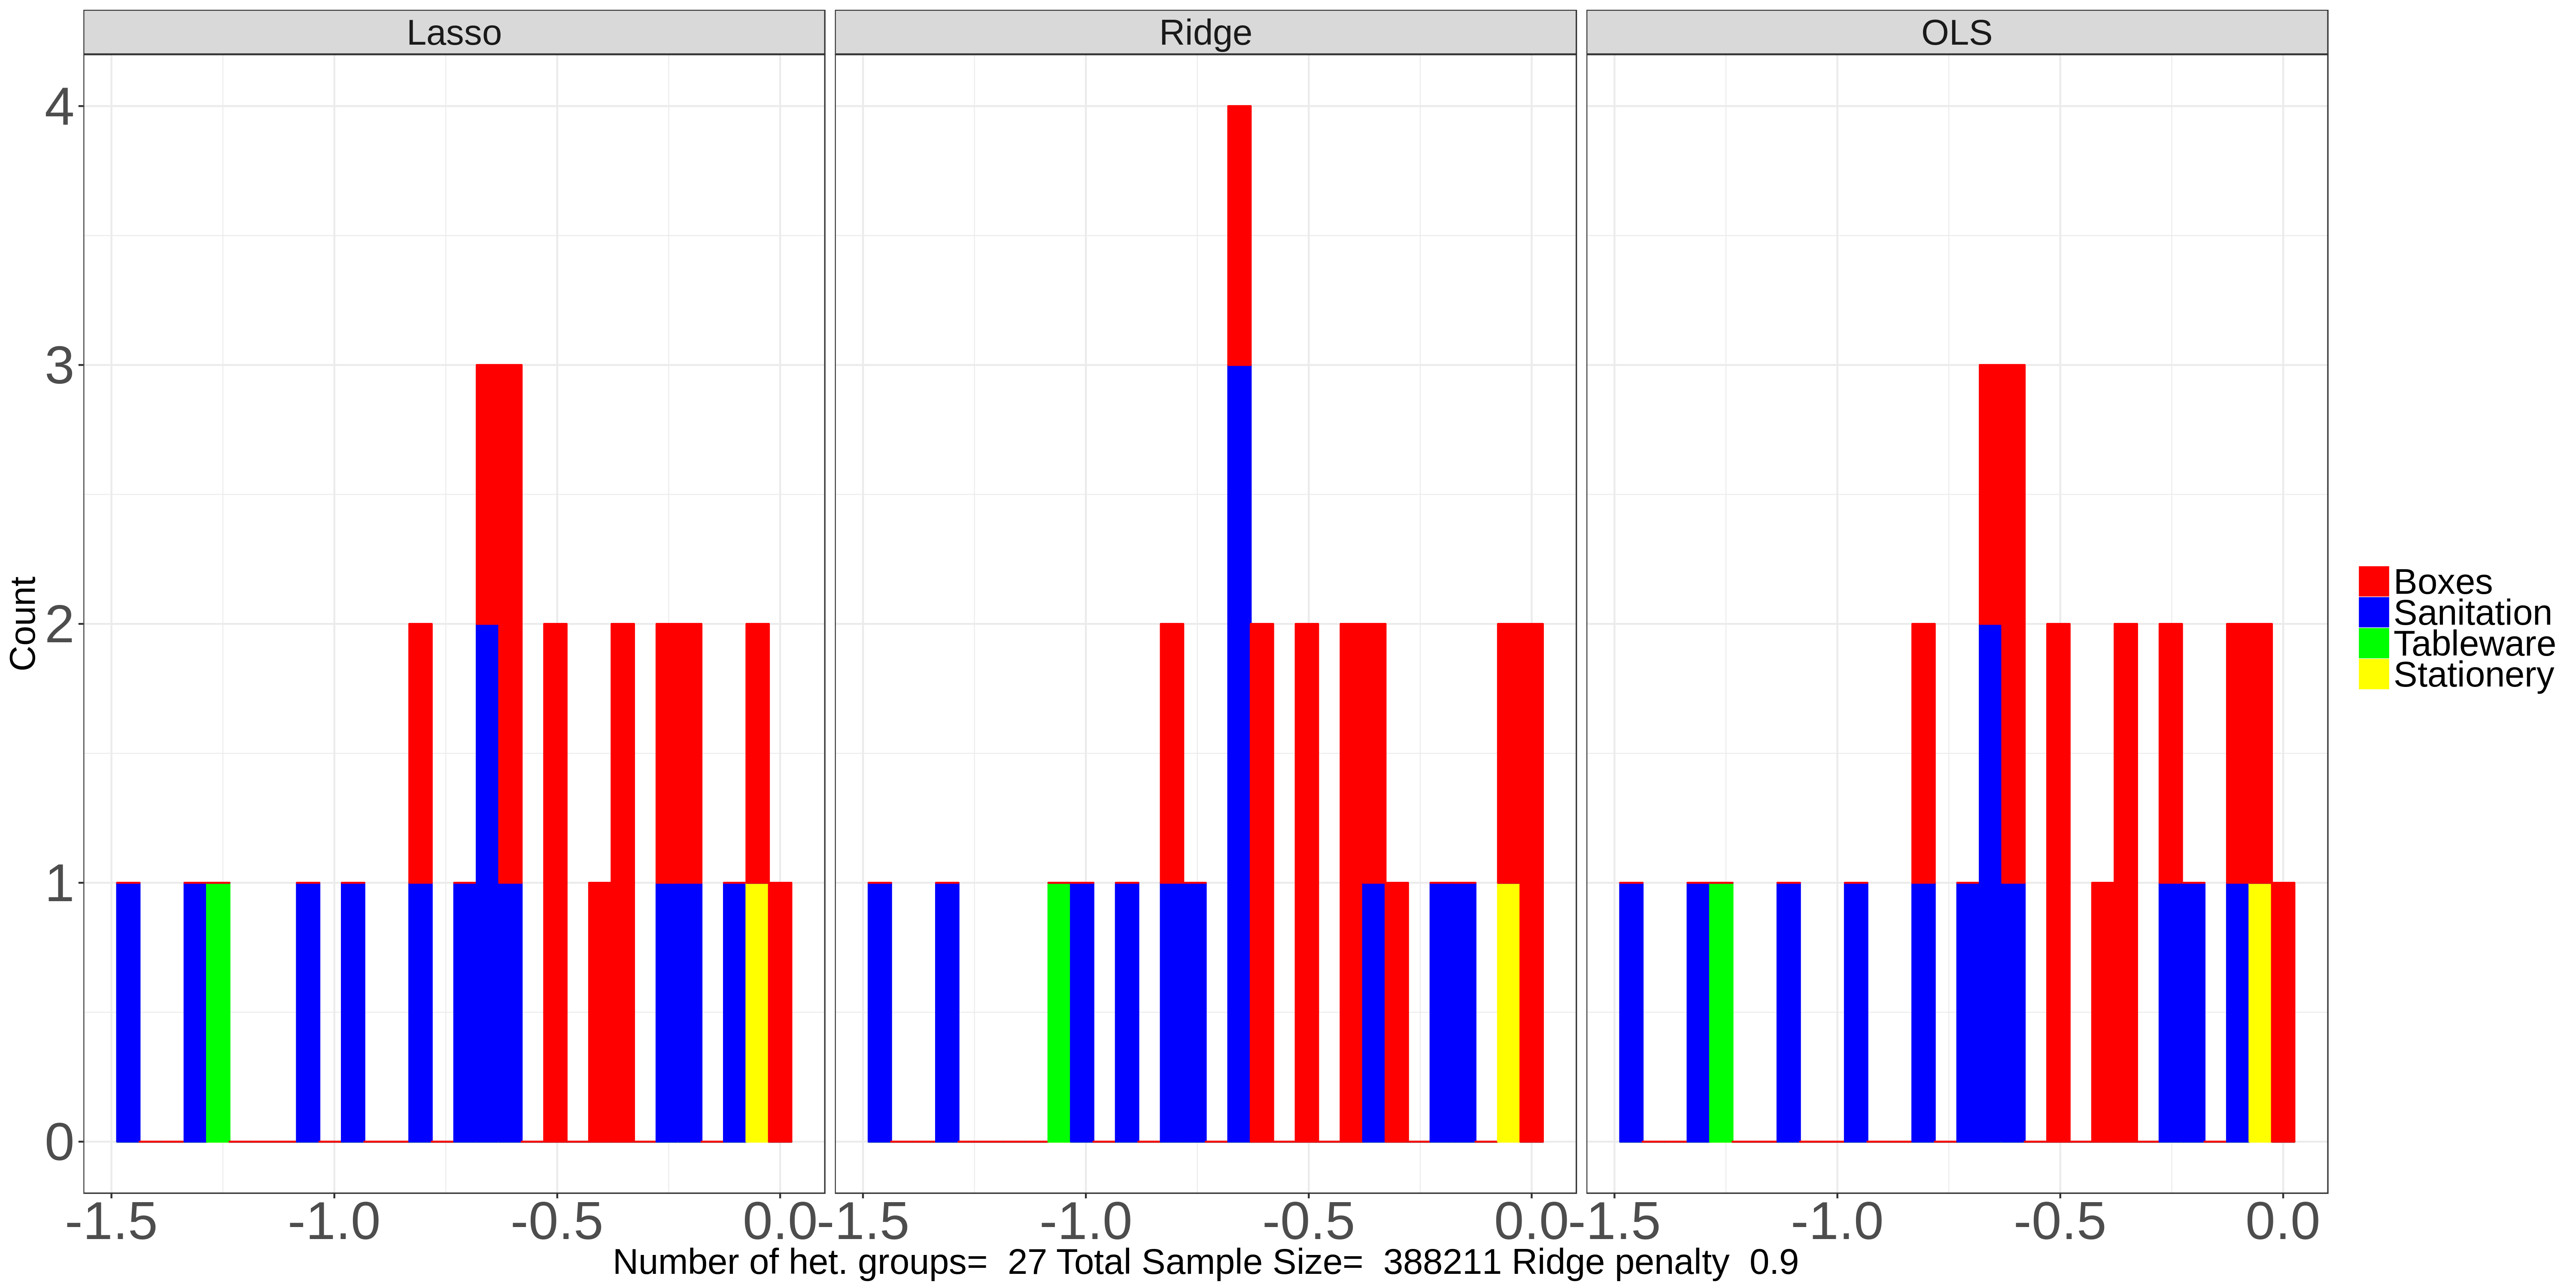 Lasso Ridge OLS
4
3
2
1
0
Count
Boxes
Sanitation
Tableware
Stationery
-1.5 -1.0 -0.5 0.0 -1.5 -1.0 -0.5 0.0 -1.5 -1.0 -0.5 0.0
Number of het. groups= 27 Total Sample Size= 388211 Ridge penalty 0.9